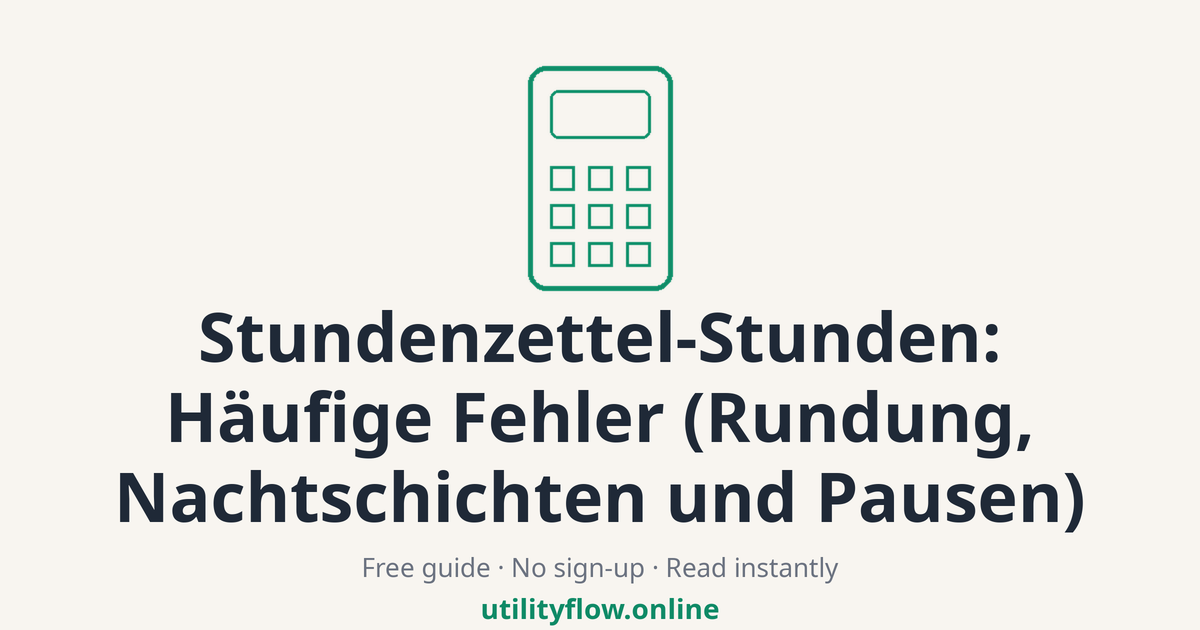 Stundenzettel-Stunden:
Häufige Fehler (Rundung,
Nachtschichten und Pausen)
Free guide · No sign-up · Read instantly
utilityflow.online